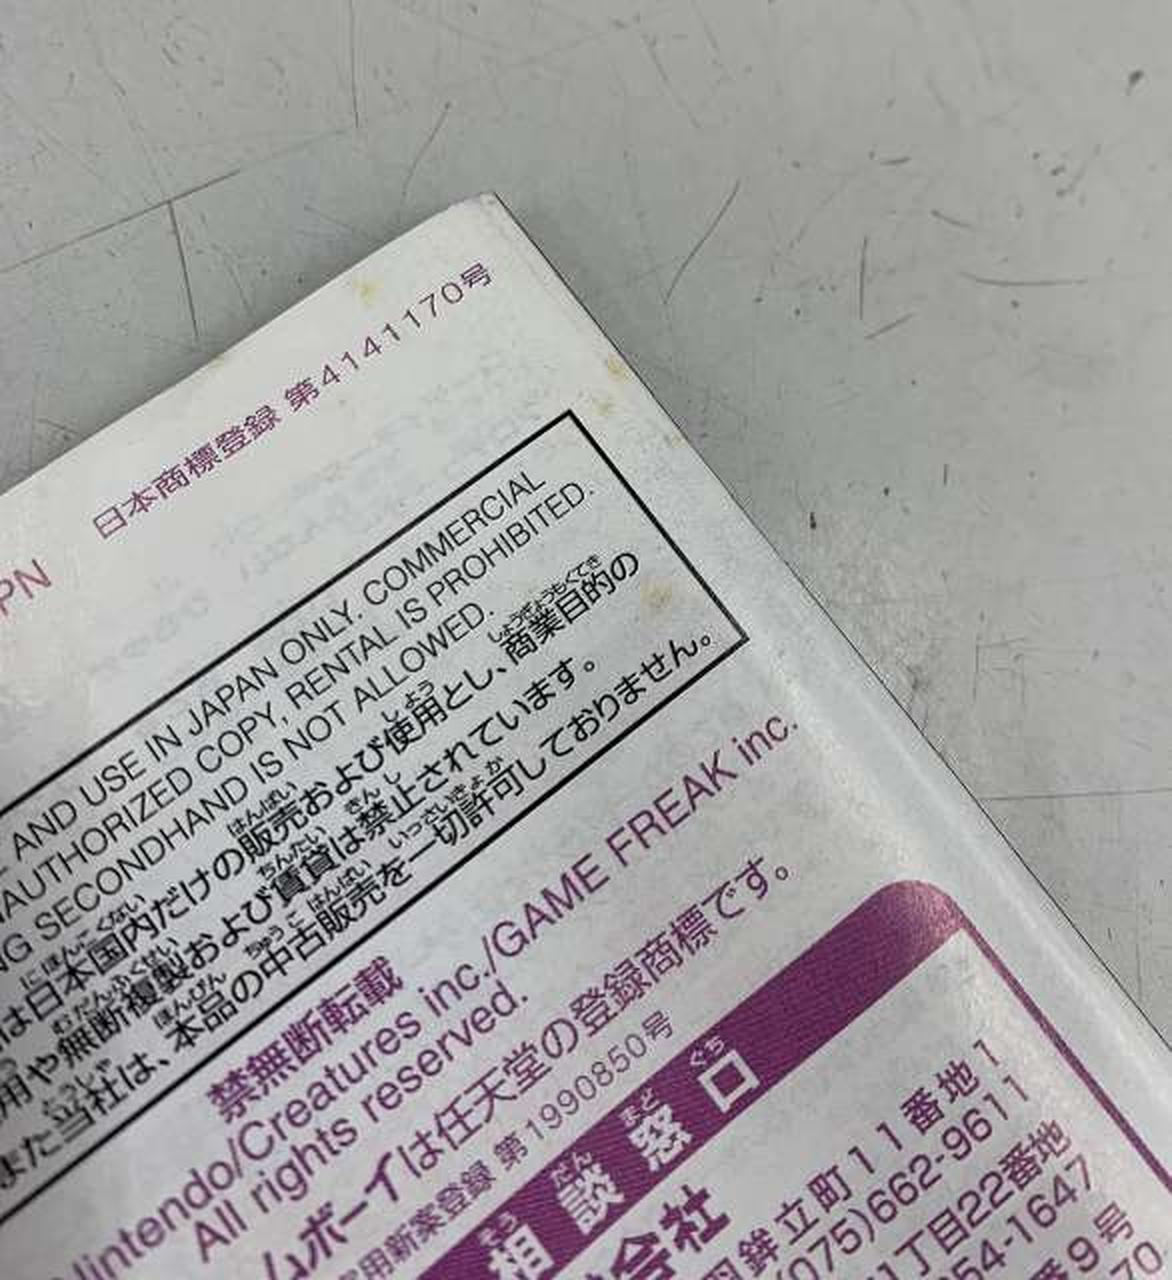 PN 日本商標登録 第4141170号
AND USE IN JAPAN ONLY. COMMERCIAL
AUTHORIZED COPY, RENTAL IS PROHIBITED.
NG SECONDHAND IS NOT ALLOWED.
は日本国内だけの販売および使用とし、商業目的の
用や無断複製および賃貸は禁止されています。
また当社は、本品の中古販売を一切許可しておりません。
禁無断転載
Nintendo/Creatures inc./GAME FREAK inc.
All rights reserved.
ムボーイは任天堂の登録商標です。
用新案登録 第1990850号
相談窓口
会社
羽鉾立町11番地1
(075)662-9611
1丁目22番地
54-1647
番9号
70